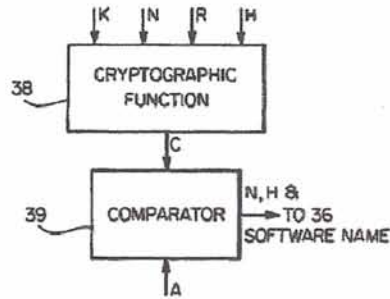 K N R H
CRYPTOGRAPHIC
FUNCTION
38
C
N, H &
COMPARATOR
TO 36
SOFTWARE NAME
39
A